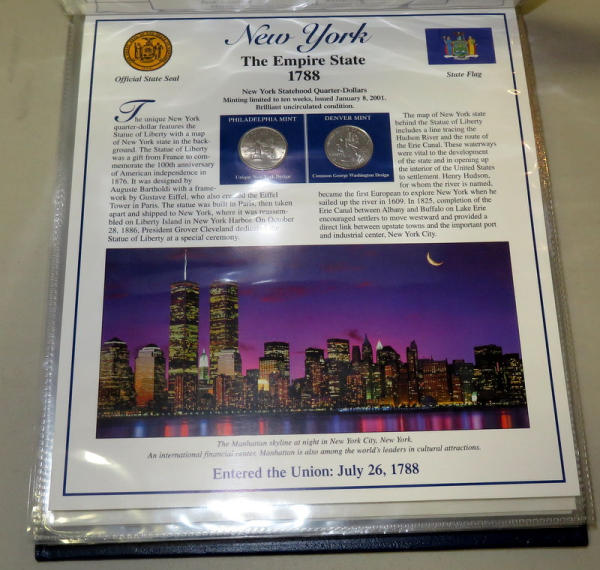 New York
The Empire State
1788
Official State Seal
State Flag
New York Statehood Quarter-Dollars
Minting limited to ten weeks, issued January 8, 2001.
Brilliant uncirculated condition.
PHILADELPHIA MINT
Unique New York Design
DENVER MINT
Common George Washington Design
The unique New York
quarter-dollar features the
Statue of Liberty with a map
of New York state in the back-
ground. The Statue of Liberty
was a gift from France to com-
memorate the 100th anniversary
of American independence in
1876. It was designed by
Auguste Bartholdi with a frame-
work by Gustave Eiffel, who also created the Eiffel
Tower in Paris. The statue was built in Paris, then taken
apart and shipped to New York, where it was reassem-
bled on Liberty Island in New York Harbor. On October
28, 1886, President Grover Cleveland dedicated the
Statue of Liberty at a special ceremony.
The map of New York state
behind the Statue of Liberty
includes a line tracing the
Hudson River and the route of
the Erie Canal. These waterways
were vital to the development
of the state and in opening up
the interior of the United States
to settlement. Henry Hudson,
for whom the river is named,
became the first European to explore New York when he
sailed up the river in 1609. In 1825, completion of the
Erie Canal between Albany and Buffalo on Lake Erie
encouraged settlers to move westward and provided a
direct link between upstate towns and the important port
and industrial center, New York City.
The Manhattan skyline at night in New York City, New York.
An international financial center, Manhattan is also among the world's leaders in cultural attractions.
Entered the Union: July 26, 1788